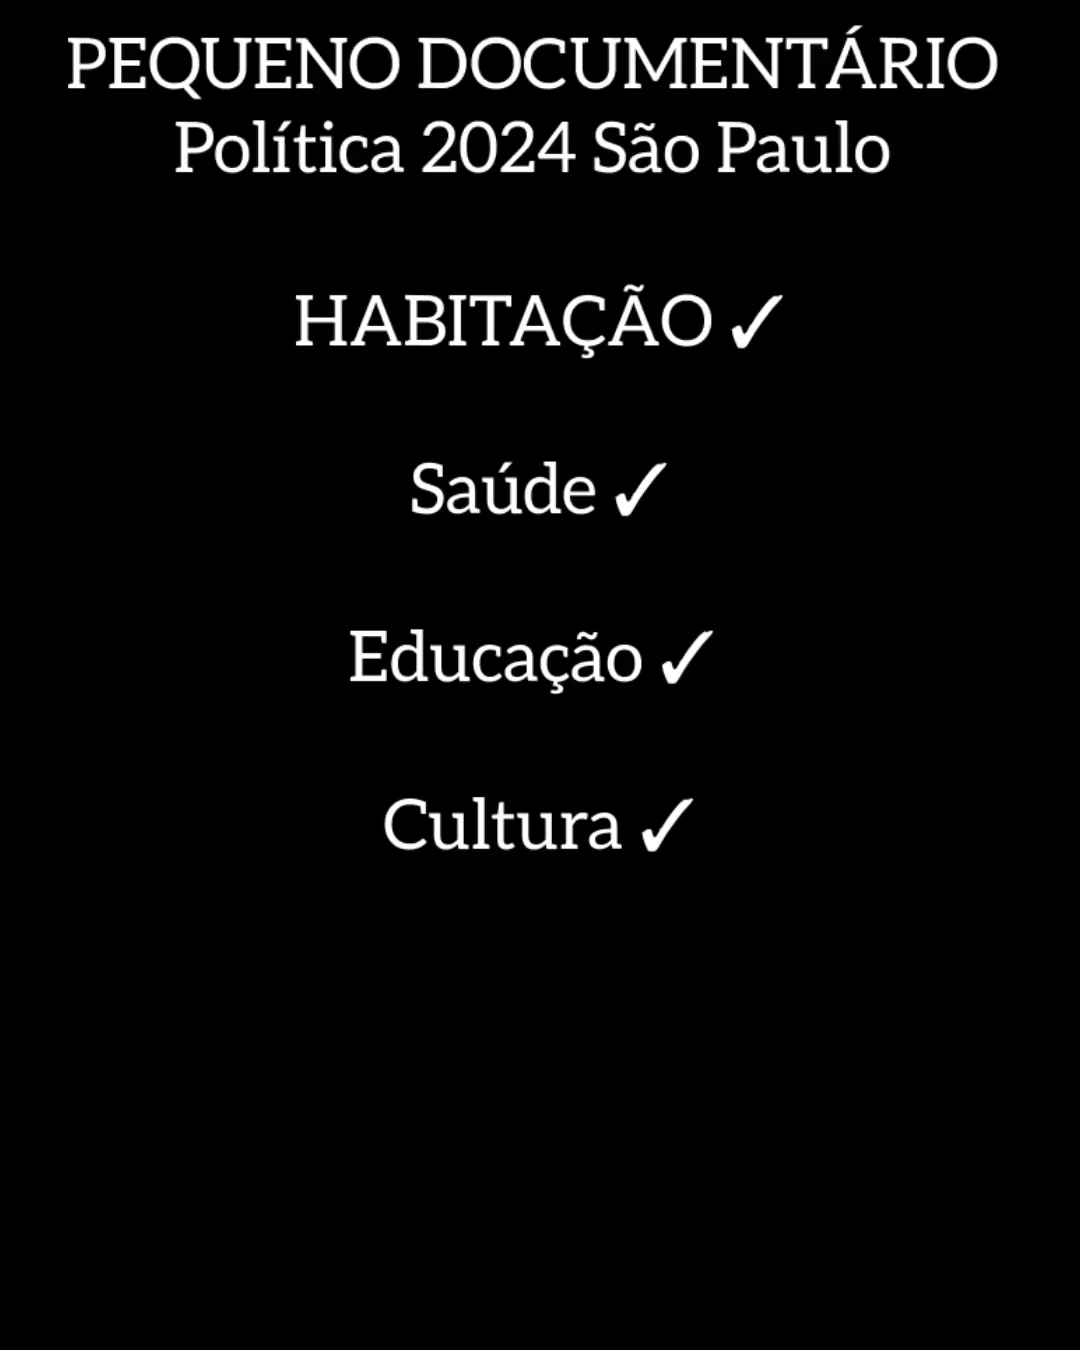 PEQUENO DOCUMENTÁRIO
Política 2024 São Paulo
HABITAÇÃO ✓
Saúde ✓
Educação ✓
Cultura ✓